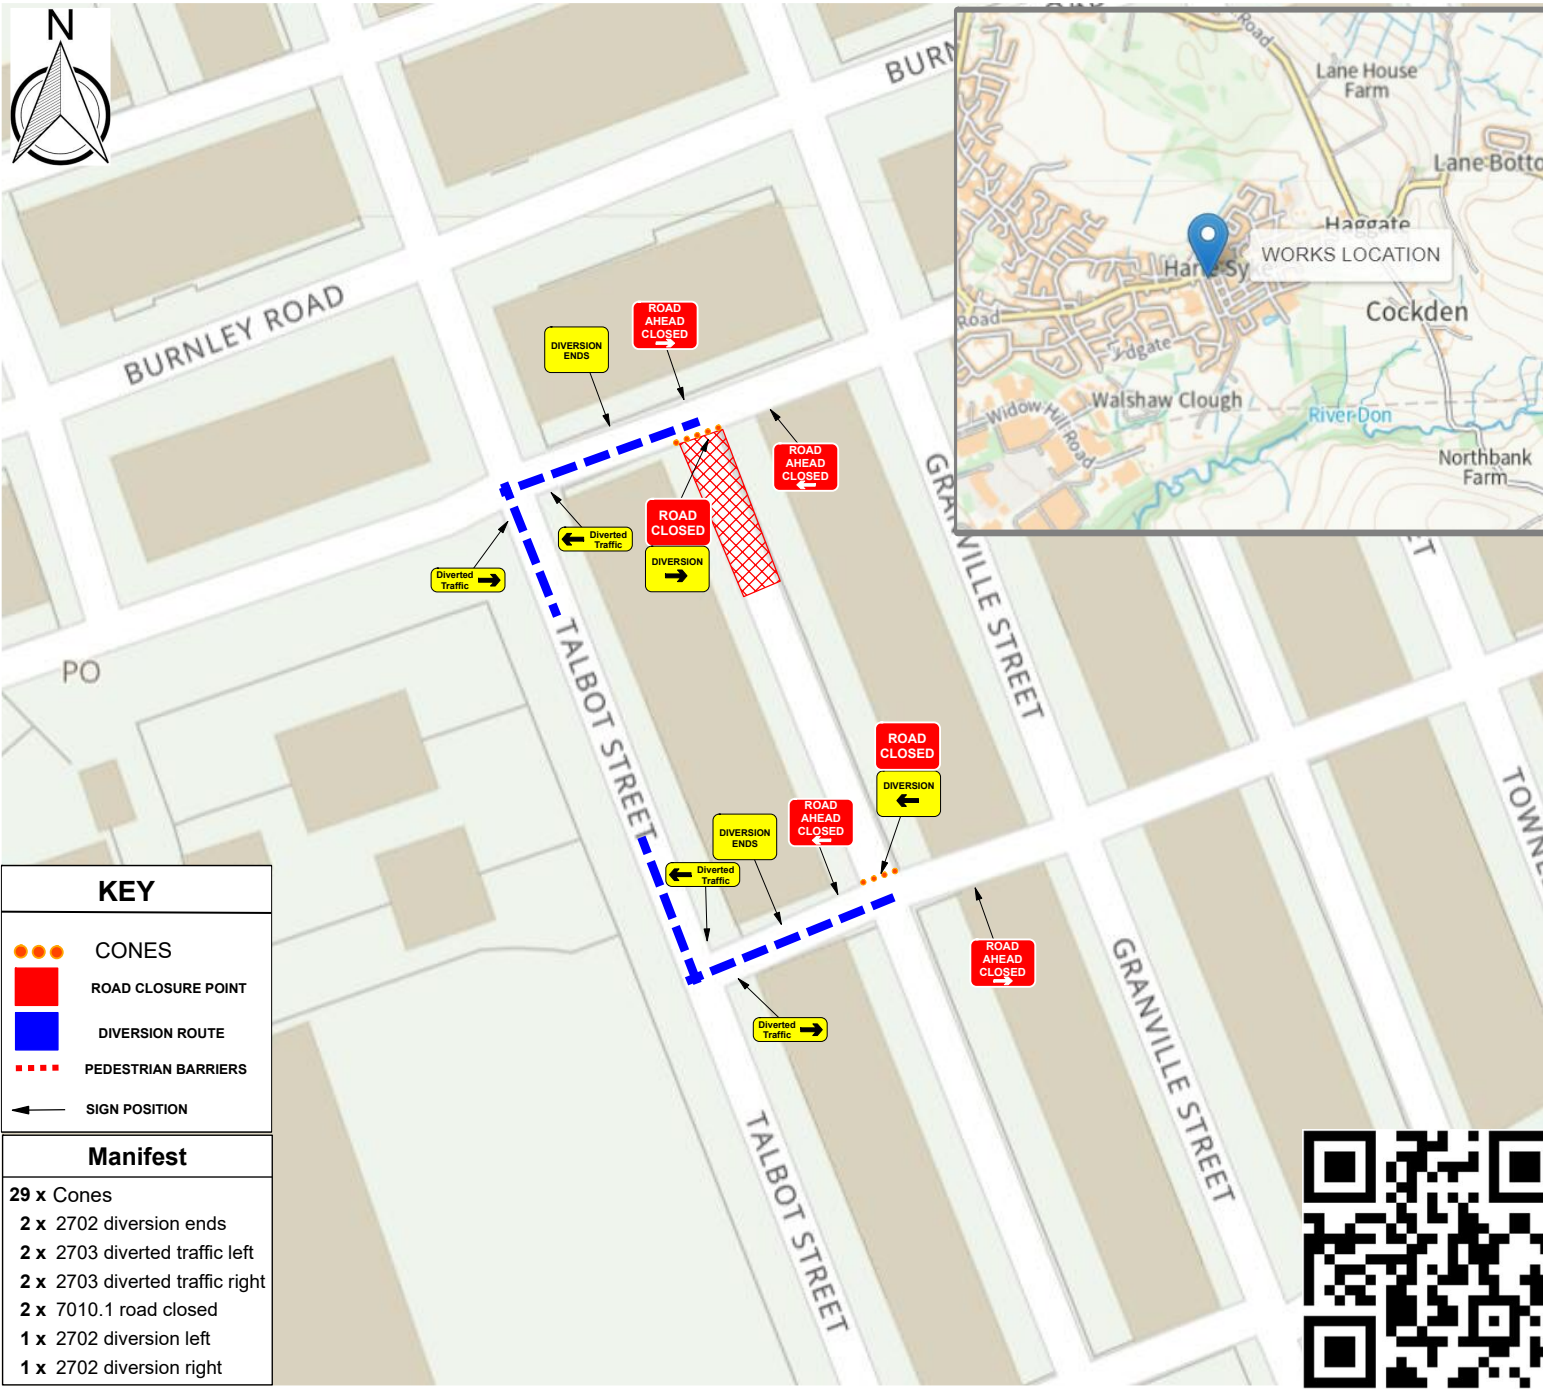 N
BURNLEY ROAD
Road
Lane House
Farm
Haggate
WORKS LOCATION
Cockden
Road
Walshaw Clough
Widow Hill Road
River Don
Northbank
Farm
ROAD
AHEAD
CLOSED
DIVERSION
ENDS
ROAD
AHEAD
CLOSED
ROAD
CLOSED
DIVERSION
Diverted
Traffic
Diverted
Traffic
GRANVILLE STREET
PO
TALBOT STREET
ROAD
CLOSED
DIVERSION
ROAD
AHEAD
CLOSED
DIVERSION
ENDS
Diverted
Traffic
ROAD
AHEAD
CLOSED
Diverted
Traffic
GRANVILLE STREET
TALBOT STREET
KEY
CONES
ROAD CLOSURE POINT
DIVERSION ROUTE
PEDESTRIAN BARRIERS
SIGN POSITION
Manifest
29 x Cones
2 x 2702 diversion ends
2 x 2703 diverted traffic left
2 x 2703 diverted traffic right
2 x 7010.1 road closed
1 x 2702 diversion left
1 x 2702 diversion right